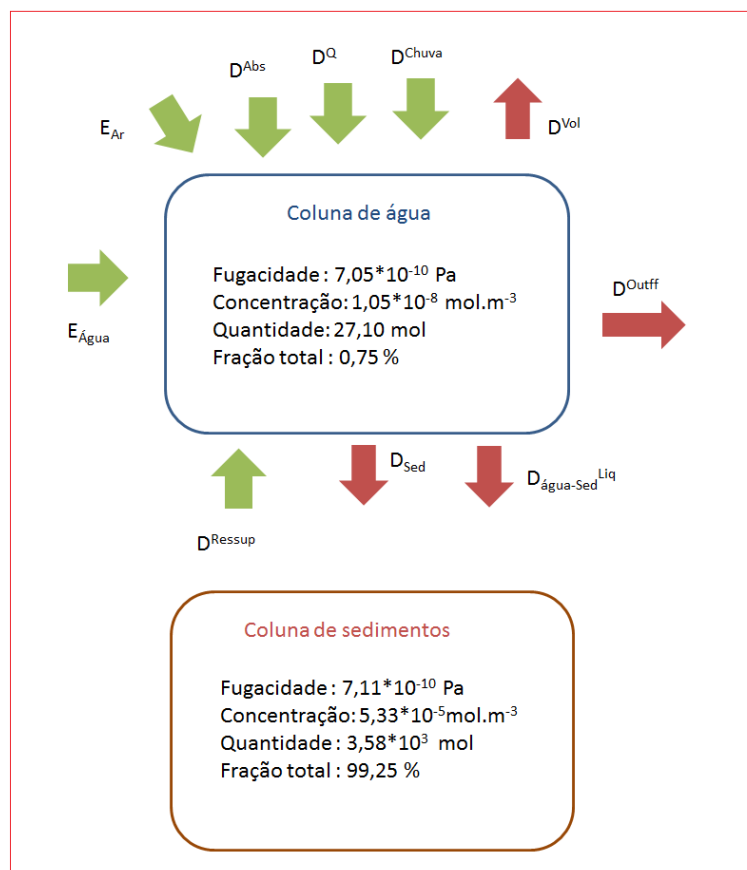 E_Ar
D^Abs
D^Q
D^Chuva
D^Vol
Coluna de água
Fugacidade : 7,05*10^-10 Pa
Concentração: 1,05*10^-8 mol.m^-3
Quantidade: 27,10 mol
Fração total : 0,75 %
E_Água
D^Outff
D^Ressup
D_Sed
D_água-Sed^Liq
Coluna de sedimentos
Fugacidade : 7,11*10^-10 Pa
Concentração: 5,33*10^-5mol.m^-3
Quantidade : 3,58*10^3 mol
Fração total : 99,25 %